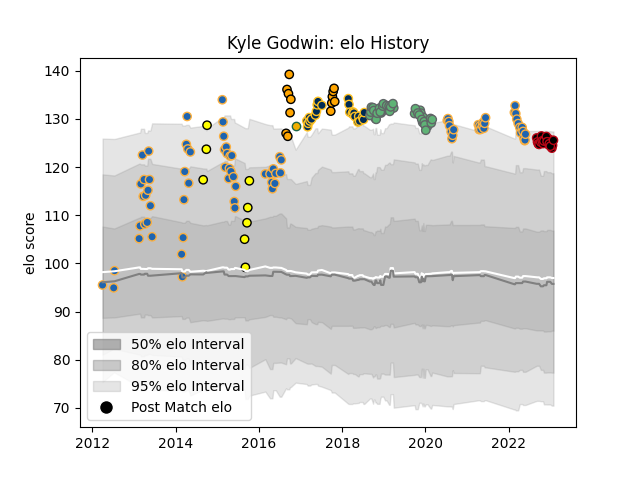 Kyle Godwin: elo History
elo score
140
130
120
110
100
90
80
70
50% elo Interval
80% elo Interval
95% elo Interval
Post Match elo
2012 2014 2016 2018 2020 2022